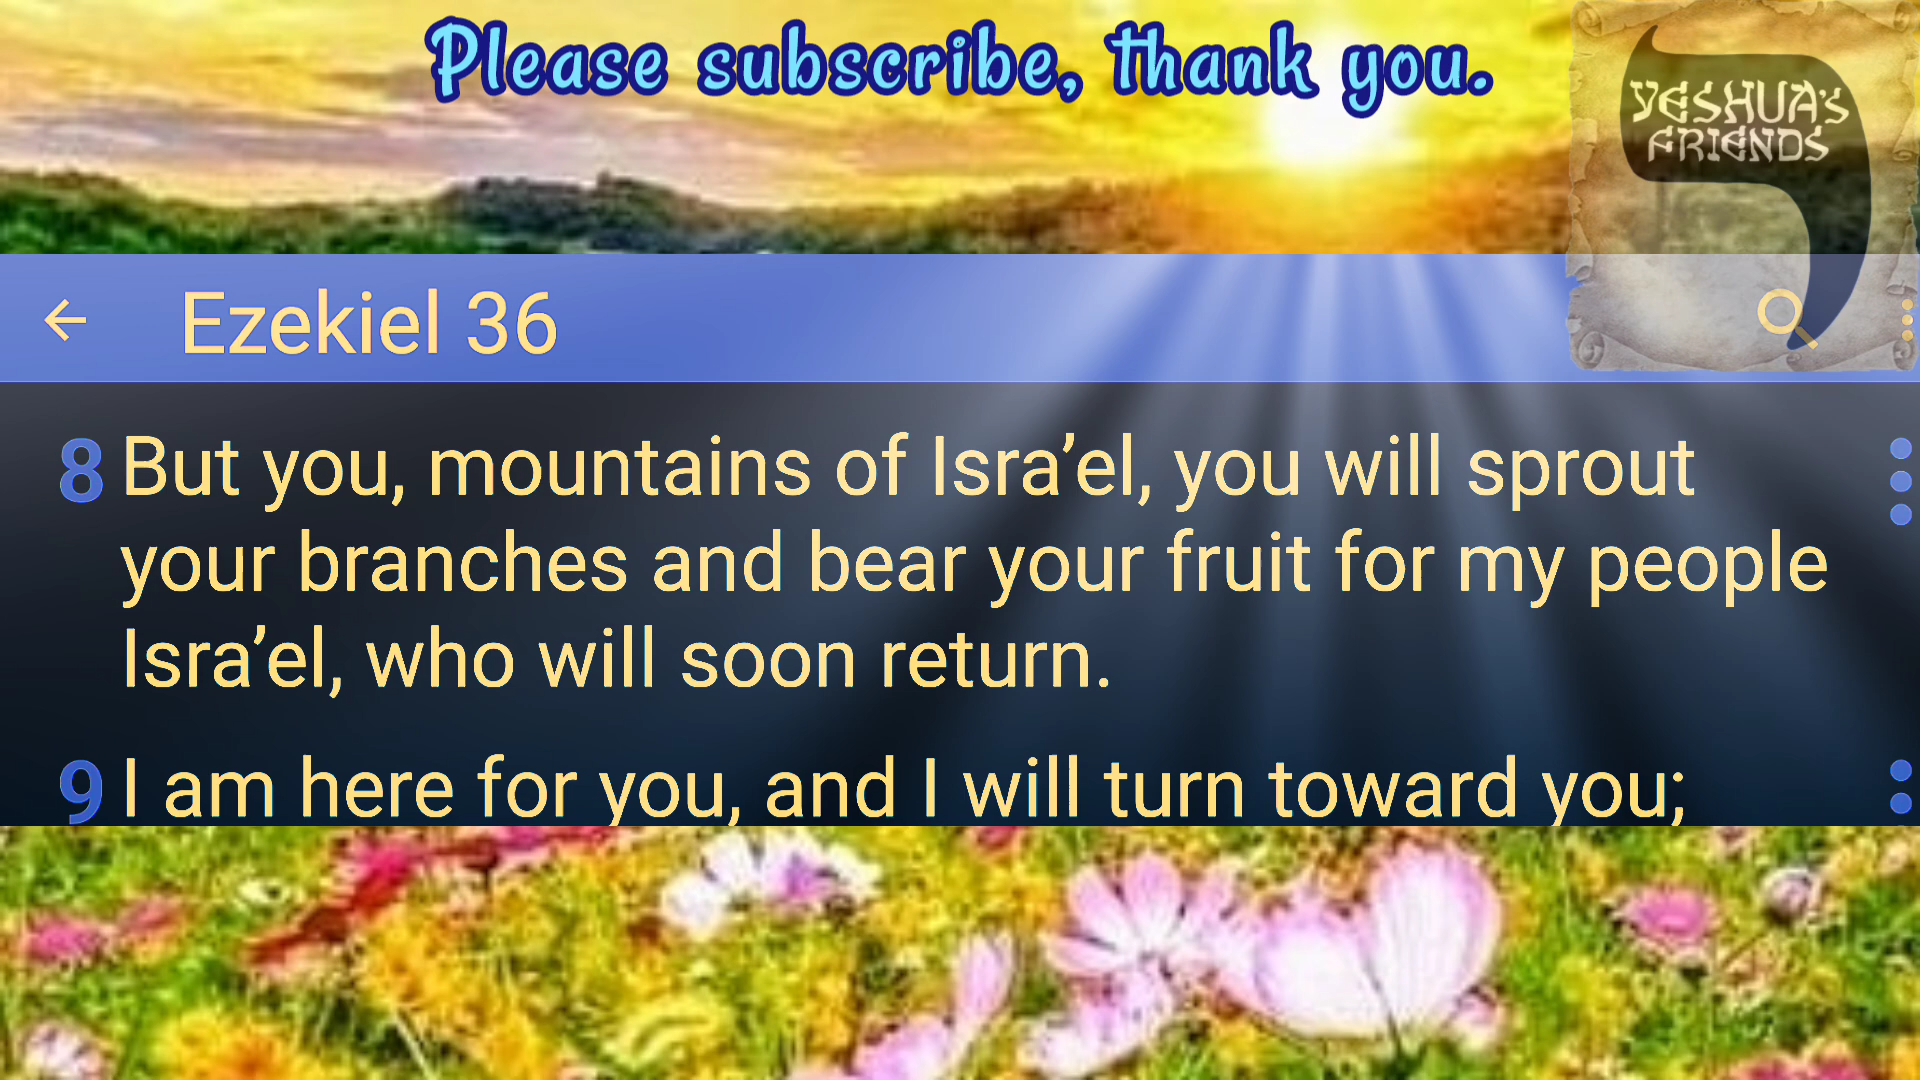 Please subscribe, thank you.
YESHUA'S
FRIENDS
Ezekiel 36
8 But you, mountains of Isra’el, you will sprout
your branches and bear your fruit for my people
Isra’el, who will soon return.
9 I am here for you, and I will turn toward you;